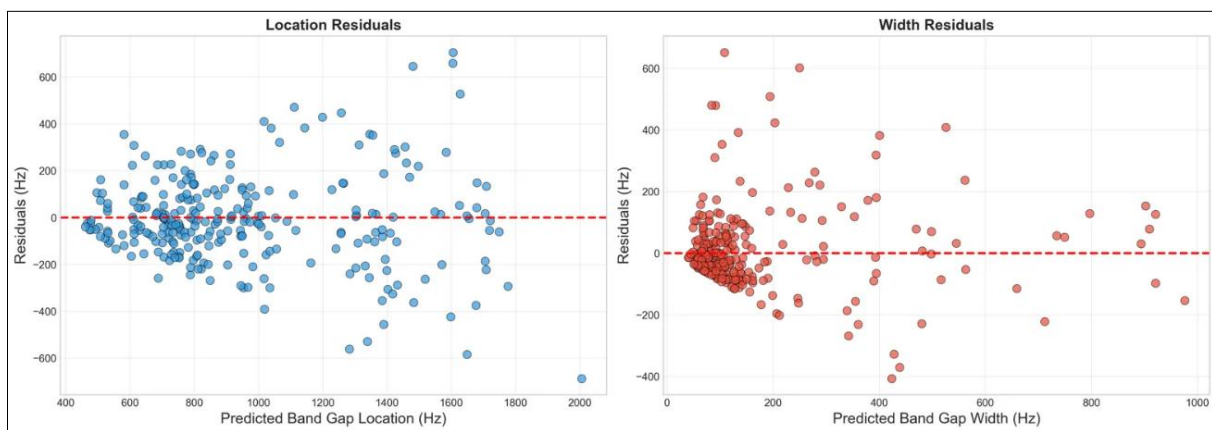 Location Residuals
Residuals (Hz)
600
400
200
0
−200
−400
−600
400 600 800 1000 1200 1400 1600 1800 2000
Predicted Band Gap Location (Hz)
Width Residuals
Residuals (Hz)
600
400
200
0
−200
−400
0 200 400 600 800 1000
Predicted Band Gap Width (Hz)